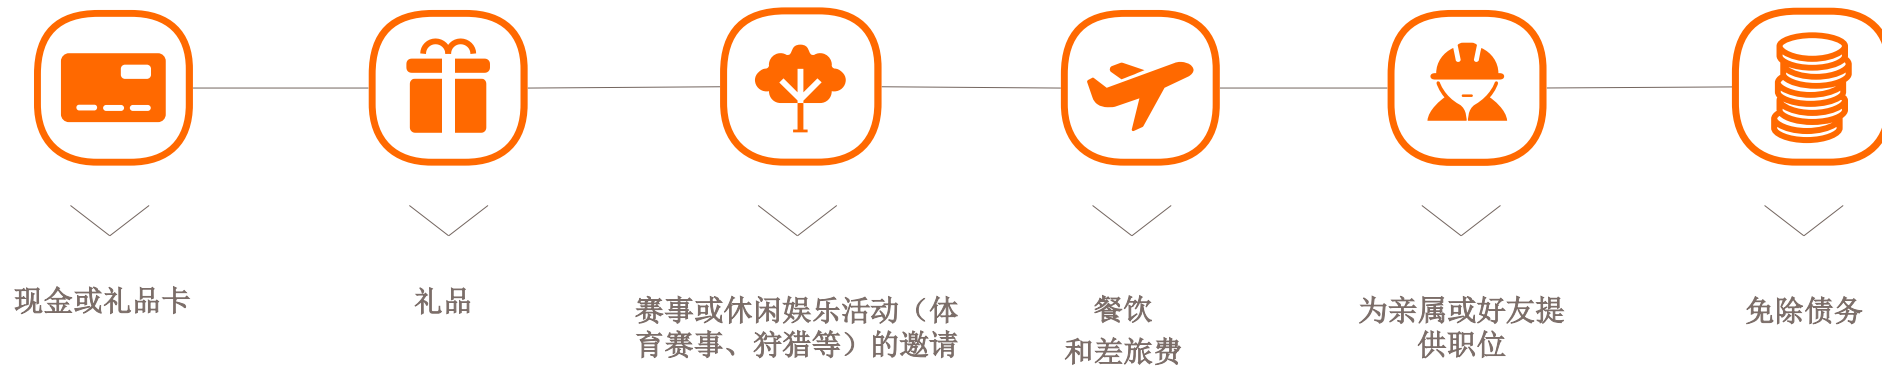 现金或礼品卡
礼品
赛事或休闲娱乐活动（体
育赛事、狩猎等）的邀请
餐饮
和差旅费
为亲属或好友提
供职位
免除债务